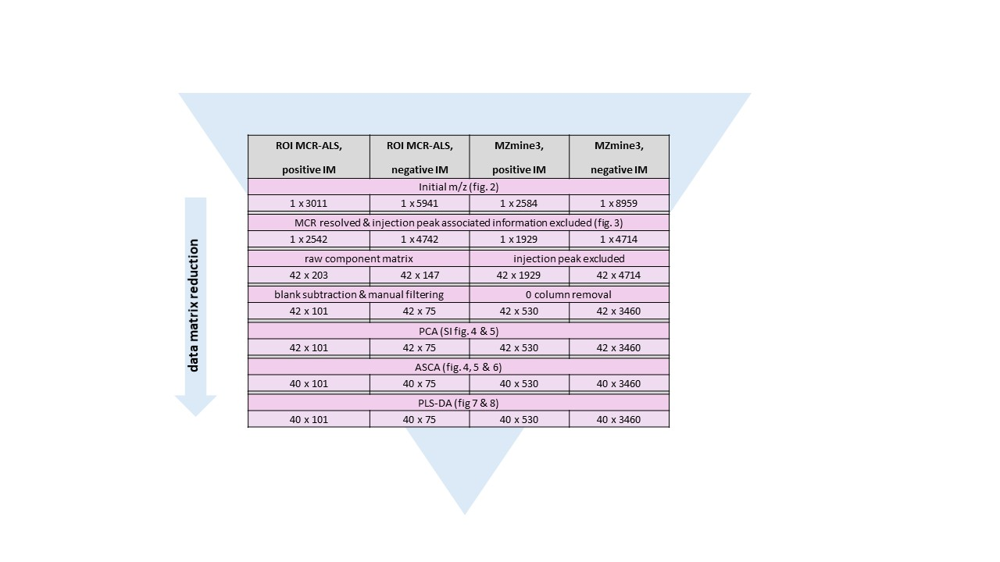 ROI MCR-ALS, positive IM ROI MCR-ALS, negative IM MZmine3, positive IM MZmine3, negative IM
Initial m/z (fig. 2)
1 x 3011 1 x 5941 1 x 2584 1 x 8959
MCR resolved & injection peak associated information excluded (fig. 3)
1 x 2542 1 x 4742 1 x 1929 1 x 4714
raw component matrix injection peak excluded
42 x 203 42 x 147 42 x 1929 42 x 4714
blank subtraction & manual filtering 0 column removal
42 x 101 42 x 75 42 x 530 42 x 3460
PCA (SI fig. 4 & 5)
42 x 101 42 x 75 42 x 530 42 x 3460
ASCA (fig. 4, 5 & 6)
40 x 101 40 x 75 40 x 530 40 x 3460
PLS-DA (fig 7 & 8)
40 x 101 40 x 75 40 x 530 40 x 3460
data matrix reduction